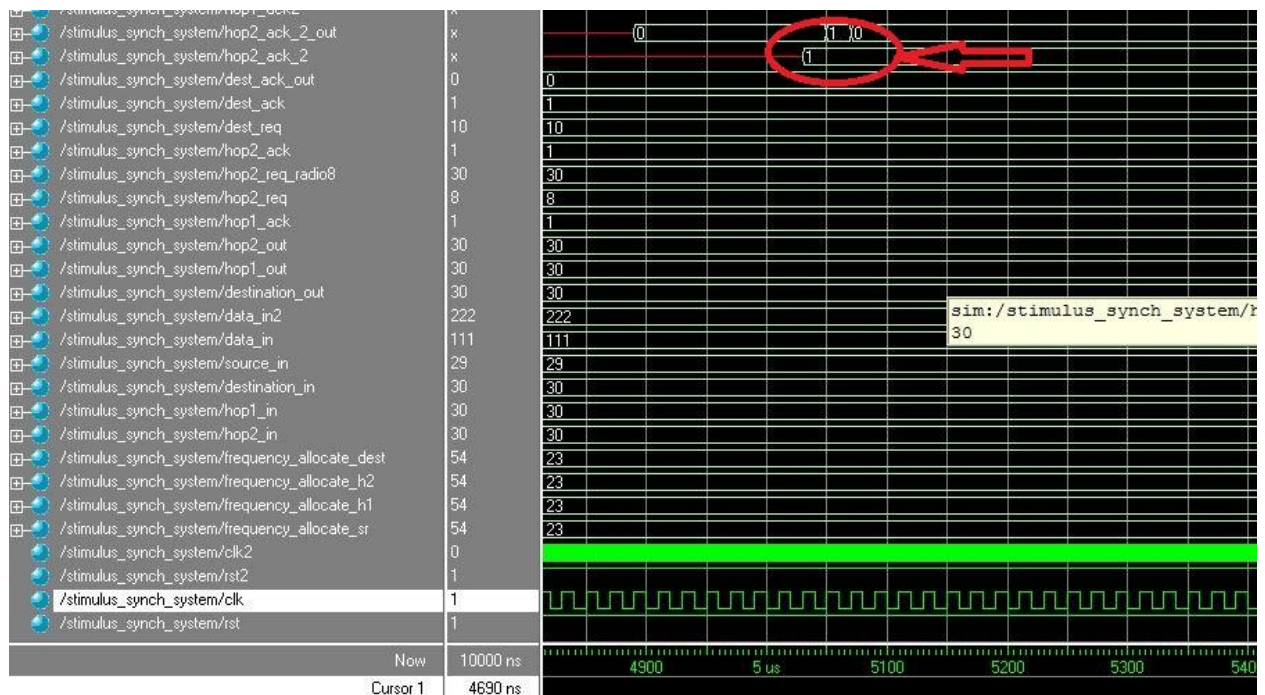 /stimulus_synch_system/hop1_ack2 x
/stimulus_synch_system/hop2_ack_2_out x 0 1 0
/stimulus_synch_system/hop2_ack_2 x 1
/stimulus_synch_system/dest_ack_out 0 0
/stimulus_synch_system/dest_ack 1 1
/stimulus_synch_system/dest_req 10 10
/stimulus_synch_system/hop2_ack 1 1
/stimulus_synch_system/hop2_req_radio8 30 30
/stimulus_synch_system/hop2_req 8 8
/stimulus_synch_system/hop1_ack 1 1
/stimulus_synch_system/hop2_out 30 30
/stimulus_synch_system/hop1_out 30 30
/stimulus_synch_system/destination_out 30 30
/stimulus_synch_system/data_in2 222 222
sim:/stimulus_synch_system/h
30
/stimulus_synch_system/data_in 111 111
/stimulus_synch_system/source_in 29 29
/stimulus_synch_system/destination_in 30 30
/stimulus_synch_system/hop1_in 30 30
/stimulus_synch_system/hop2_in 30 30
/stimulus_synch_system/frequency_allocate_dest 54 23
/stimulus_synch_system/frequency_allocate_h2 54 23
/stimulus_synch_system/frequency_allocate_h1 54 23
/stimulus_synch_system/frequency_allocate_sr 54 23
/stimulus_synch_system/clk2 0
/stimulus_synch_system/rst2 1
/stimulus_synch_system/clk 1
/stimulus_synch_system/rst 1
Now 10000 ns 4900 5 us 5100 5200 5300 540
Cursor 1 4690 ns